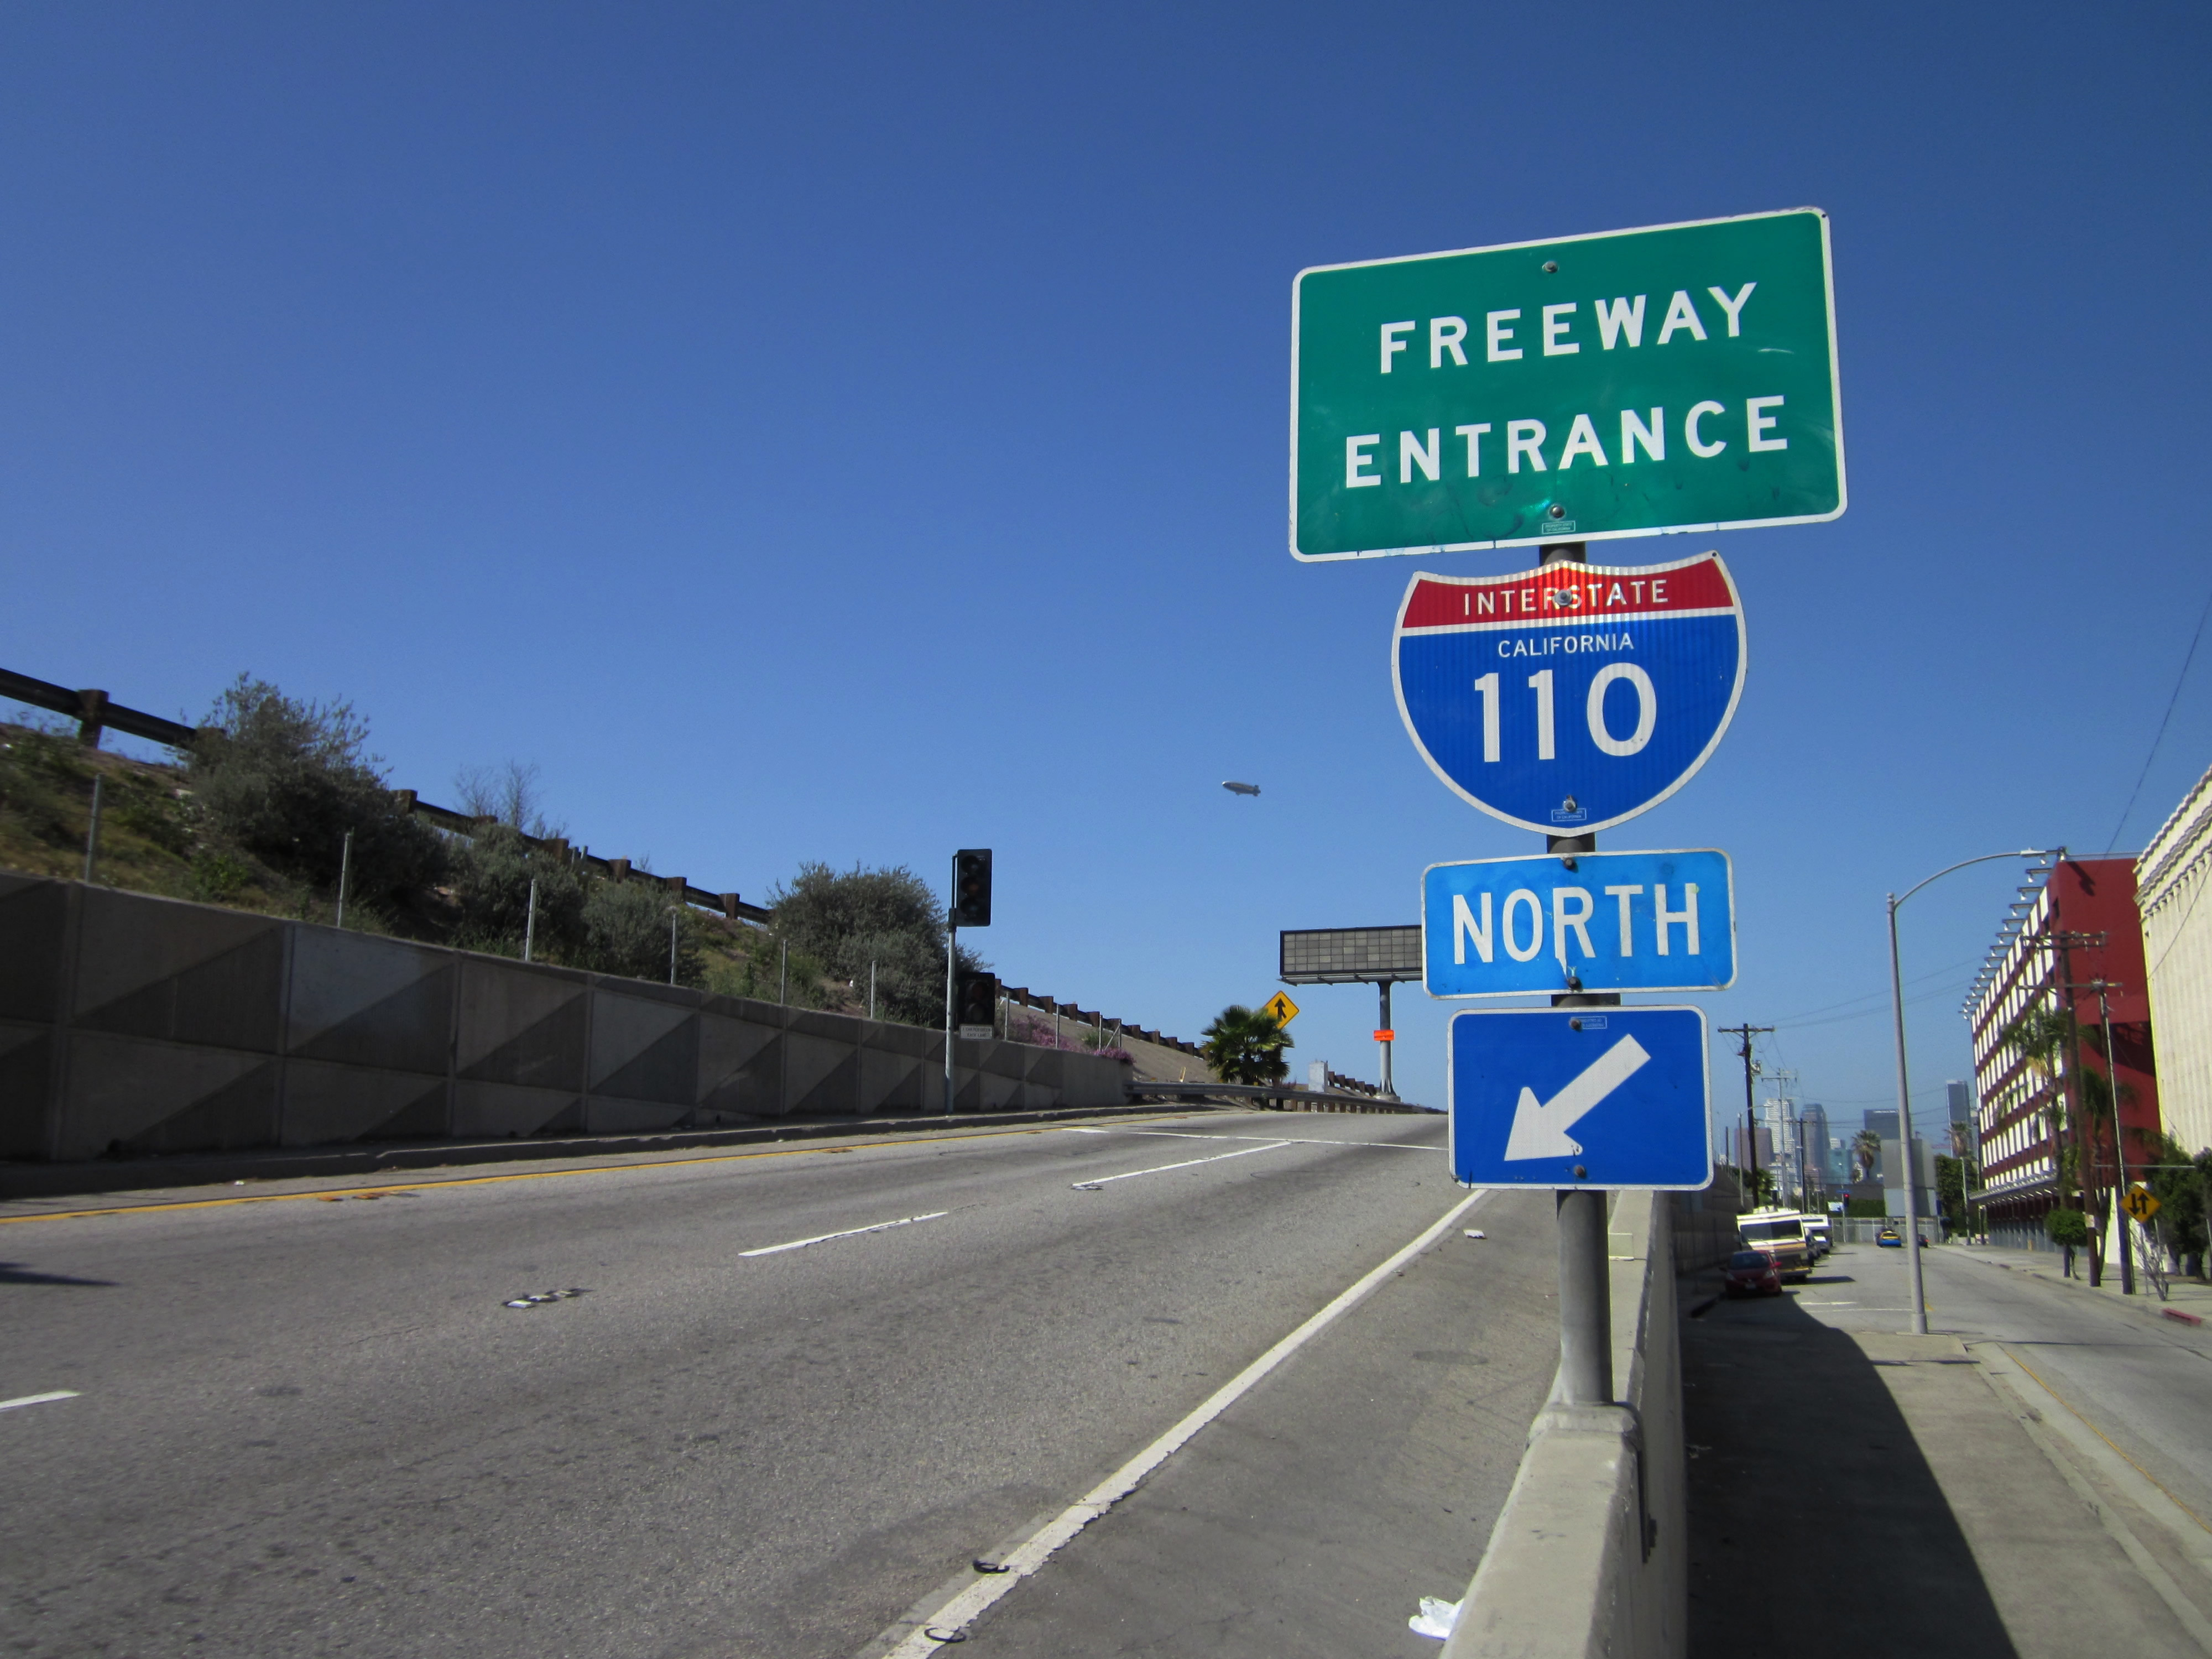 FREEWAY
ENTRANCE
INTERSTATE
CALIFORNIA
110
NORTH